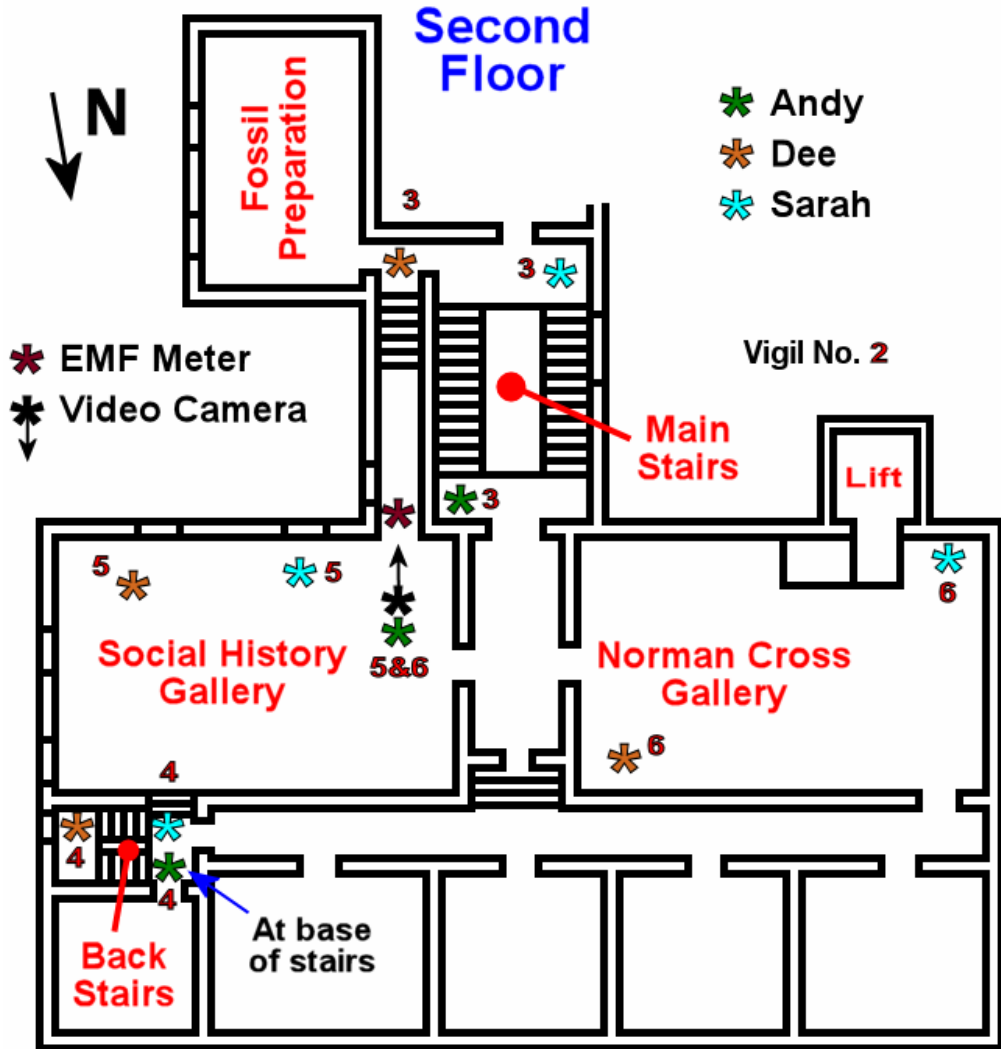 Second
Floor
N
Fossil
Preparation
Andy
Dee
Sarah
3
3
EMF Meter
Video Camera
Vigil No. 2
Main
Stairs
Lift
3
5
5
6
Social History
Gallery
5&6
Norman Cross
Gallery
6
4
4
4
At base
of stairs
Back
Stairs